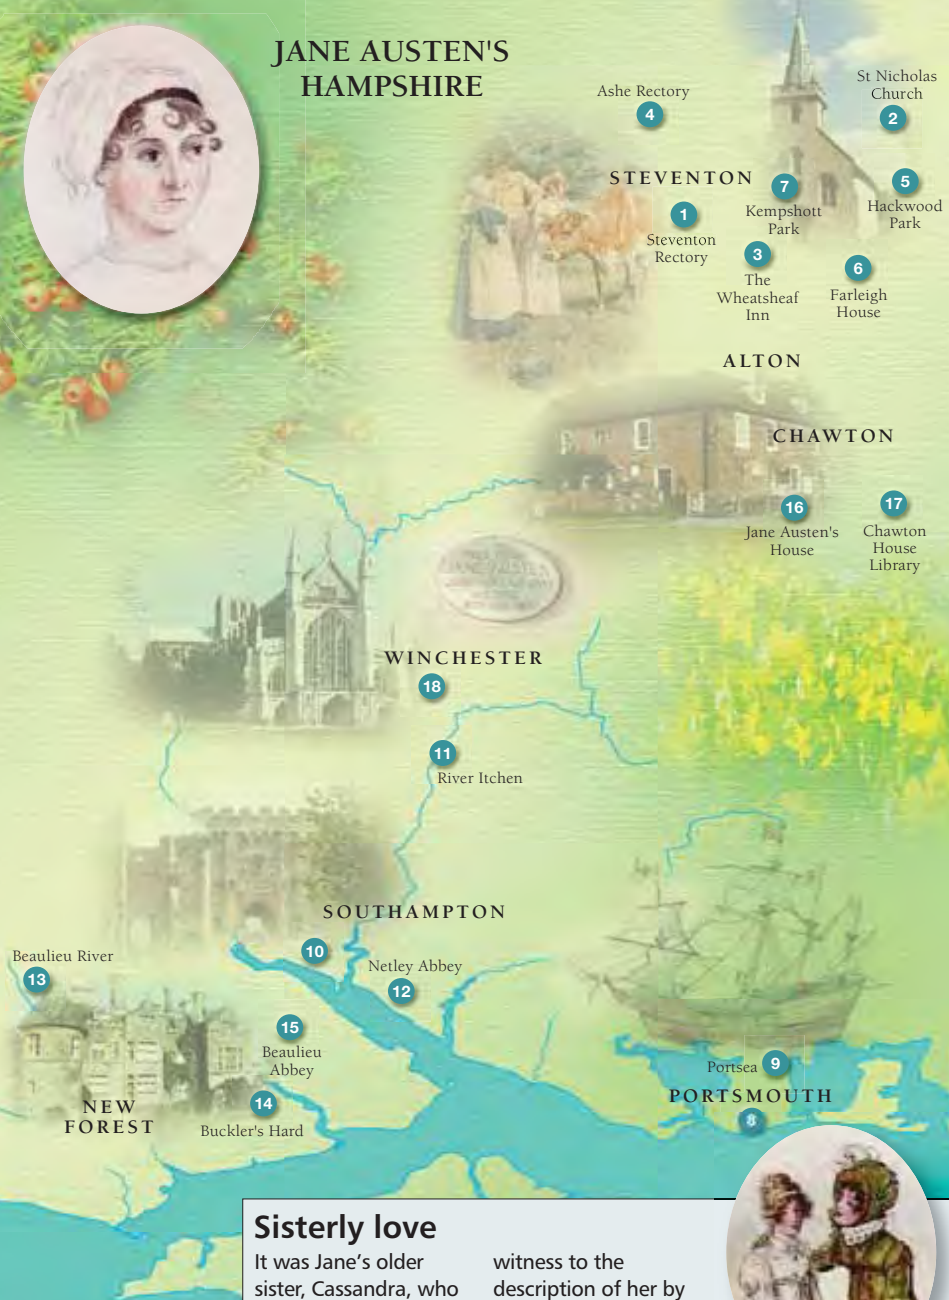 JANE AUSTEN'S
HAMPSHIRE
Ashe Rectory
4
St Nicholas
Church
2
STEVENTON
7
Kempshott
Park
5
Hackwood
Park
1
Steventon
Rectory
3
The
Wheatsheaf
Inn
6
Farleigh
House
ALTON
CHAWTON
16
Jane Austen's
House
17
Chawton
House
Library
WINCHESTER
18
11
River Itchen
SOUTHAMPTON
10
Netley Abbey
12
Beaulieu River
13
15
Beaulieu
Abbey
14
Buckler's Hard
NEW
FOREST
Portsea 9
PORTSMOUTH
8
Sisterly love
It was Jane’s older
sister, Cassandra, who
witness to the
description of her by